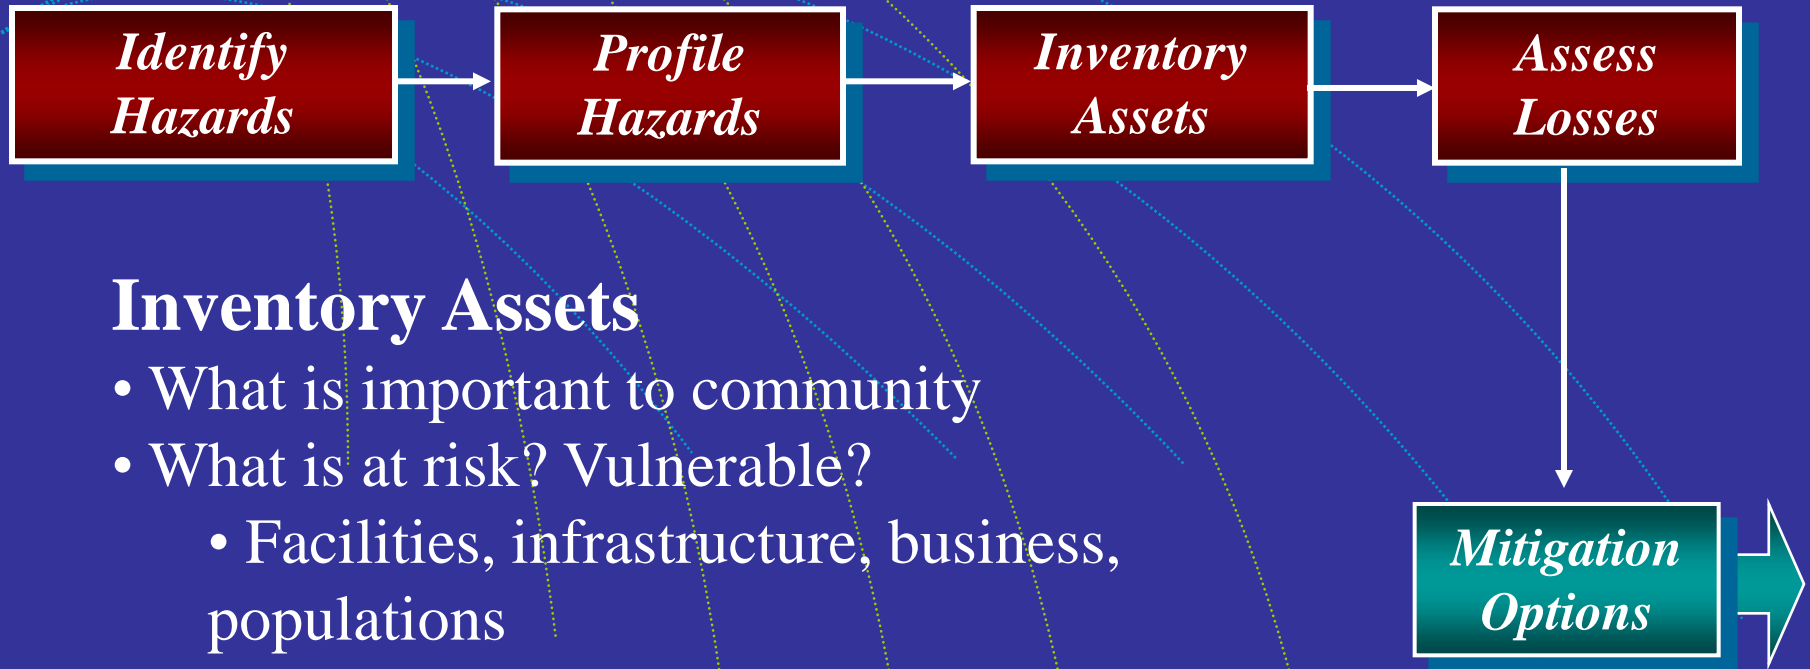 Identify
Hazards
Profile
Hazards
Inventory
Assets
Assess
Losses
Inventory Assets
• What is important to community
• What is at risk? Vulnerable?
• Facilities, infrastructure, business,
populations
Mitigation
Options